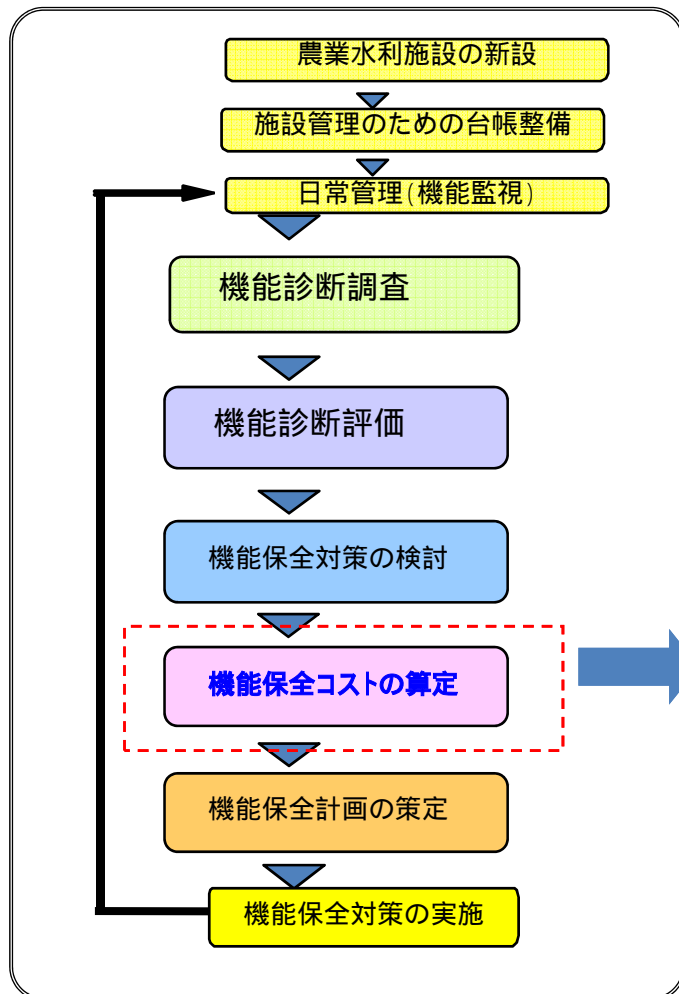 農業水利施設の新設
施設管理のための台帳整備
日常管理(機能監視)
機能診断調査
機能診断評価
機能保全対策の検討
機能保全コストの算定
機能保全計画の策定
機能保全対策の実施